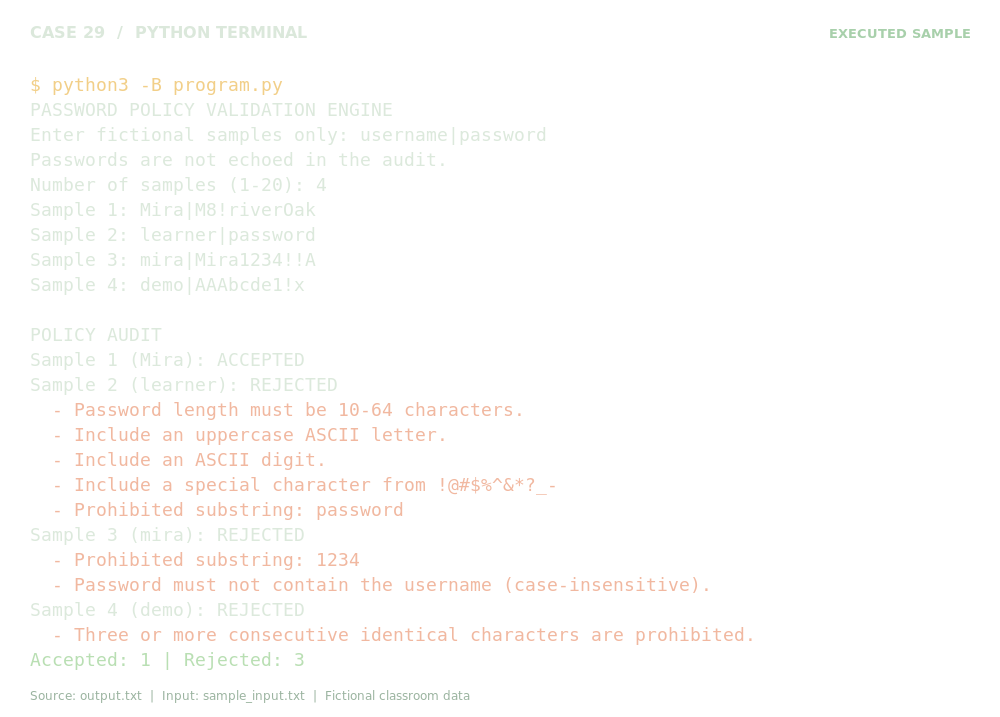 CASE 29 / PYTHON TERMINAL
EXECUTED SAMPLE
$ python3 -B program.py
PASSWORD POLICY VALIDATION ENGINE
Enter fictional samples only: username|password
Passwords are not echoed in the audit.
Number of samples (1-20): 4
Sample 1: Mira|M8!riverOak
Sample 2: learner|password
Sample 3: mira|Mira1234!!A
Sample 4: demo|AAAbcde1!x
POLICY AUDIT
Sample 1 (Mira): ACCEPTED
Sample 2 (learner): REJECTED
  - Password length must be 10-64 characters.
  - Include an uppercase ASCII letter.
  - Include an ASCII digit.
  - Include a special character from !@#$%^&*?_-
  - Prohibited substring: password
Sample 3 (mira): REJECTED
  - Prohibited substring: 1234
  - Password must not contain the username (case-insensitive).
Sample 4 (demo): REJECTED
  - Three or more consecutive identical characters are prohibited.
Accepted: 1 | Rejected: 3
Source: output.txt | Input: sample_input.txt | Fictional classroom data